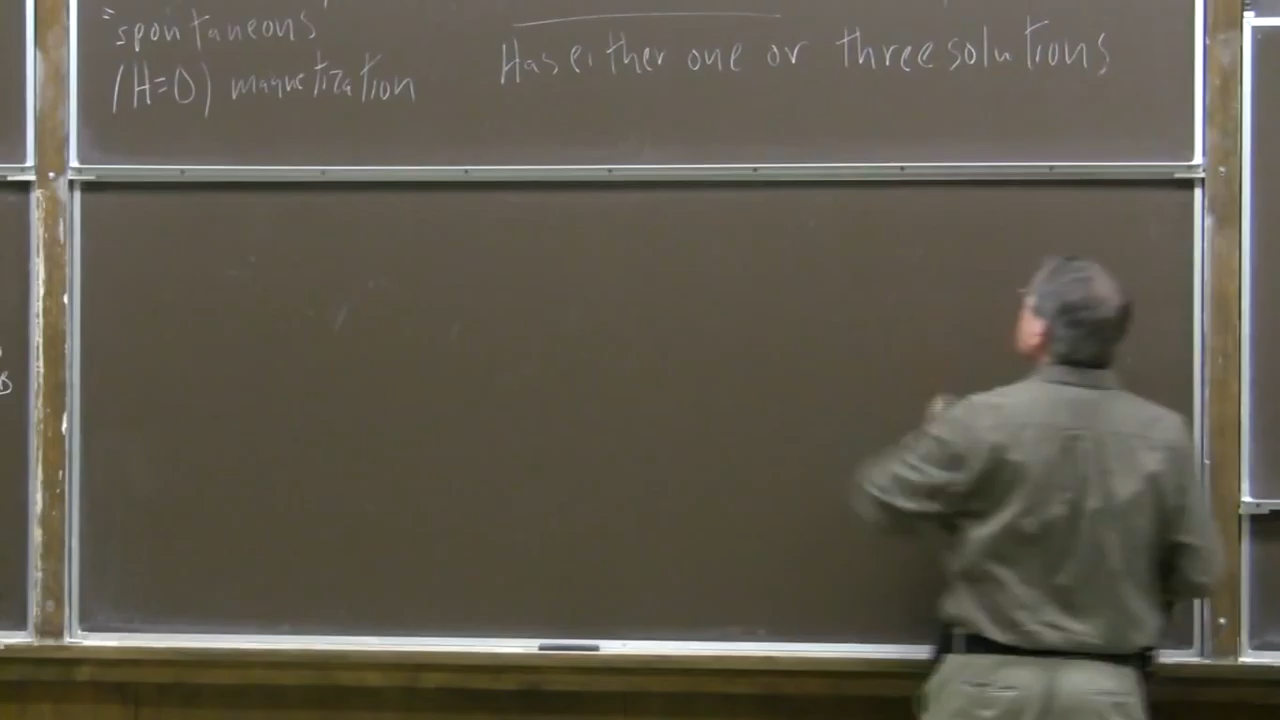 "spontaneous"
(H=0) magnetization
Has either one or three solutions
B